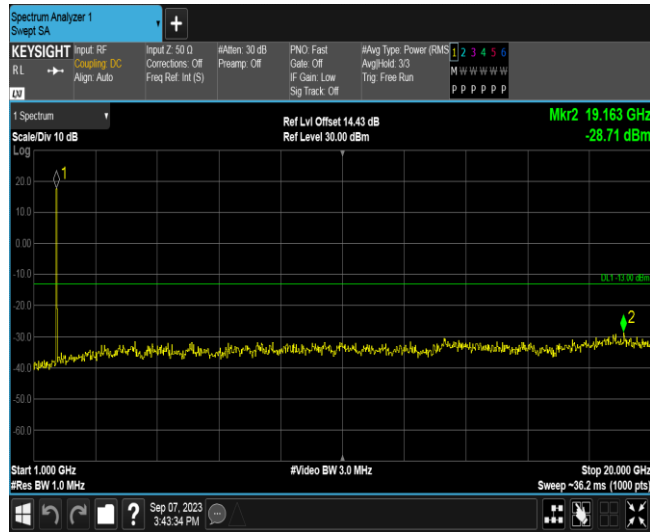 Spectrum Analyzer 1
Swept SA
+
KEYSIGHT
RL
LXI
Input: RF
Coupling: DC
Align: Auto
Input Z: 50 Ω
Corrections: Off
Freq Ref: Int (S)
#Atten: 30 dB
Preamp: Off
PNO: Fast
Gate: Off
IF Gain: Low
Sig Track: Off
#Avg Type: Power (RMS
Avg|Hold: 3/3
Trig: Free Run
1 2 3 4 5 6
M W W W W W
P P P P P P
1 Spectrum
Scale/Div 10 dB
Ref Lvl Offset 14.43 dB
Ref Level 30.00 dBm
Mkr2 19.163 GHz
-28.71 dBm
Log
1
20.0
10.0
0.00
-10.0
DL1 -13.00 dBm
-20.0
2
-30.0
-40.0
-50.0
-60.0
Start 1.000 GHz
#Video BW 3.0 MHz
Stop 20.000 GHz
#Res BW 1.0 MHz
Sweep ~36.2 ms (1000 pts)
?
Sep 07, 2023
3:43:34 PM